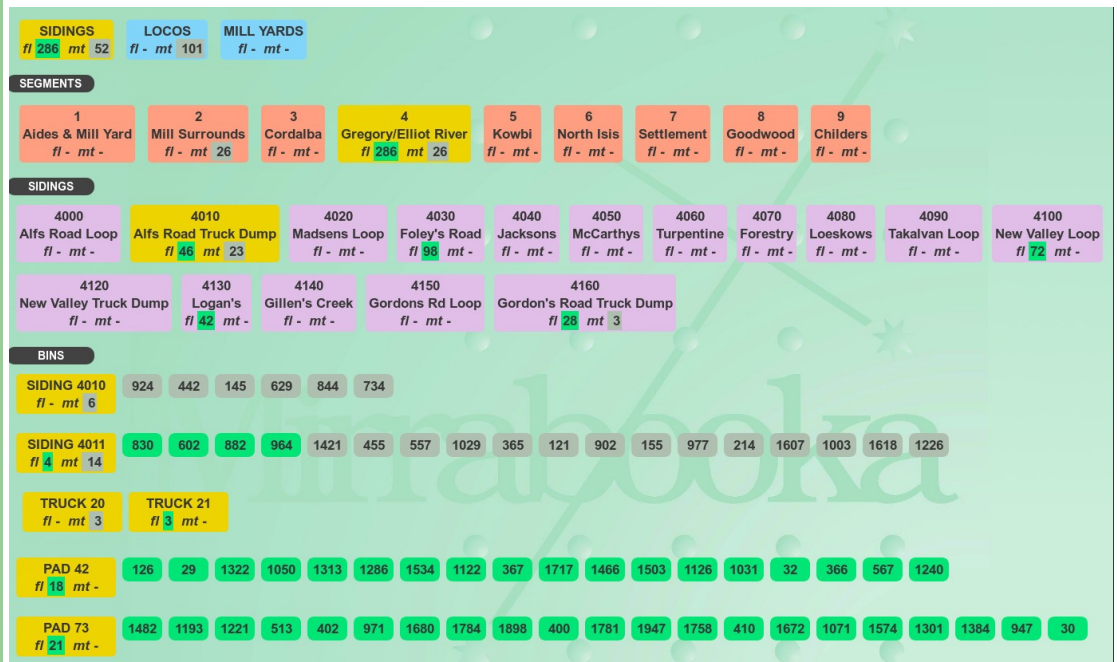 SIDINGS LOCOS MILL YARDS
fl 286 mt 52 fl - mt 101 fl - mt -
SEGMENTS
1 2 3 4 5 6 7 8 9
Aides & Mill Yard Mill Surrounds Cordalba Gregory/Elliot River Kowbi North Isis Settlement Goodwood Childers
fl - mt - fl - mt 26 fl - mt - fl 286 mt 26 fl - mt - fl - mt - fl - mt - fl - mt - fl - mt -
SIDINGS
4000 4010 4020 4030 4040 4050 4060 4070 4080 4090 4100
Alfs Road Loop Alfs Road Truck Dump Madsens Loop Foley's Road Jacksons McCarthys Turpentine Forestry Loeskows Takalvan Loop New Valley Loop
fl - mt - fl 46 mt 23 fl - mt - fl 98 mt - fl - mt - fl - mt - fl - mt - fl - mt - fl - mt - fl - mt - fl 72 mt -
4120 4130 4140 4150 4160
New Valley Truck Dump Logan's Gillen's Creek Gordons Rd Loop Gordon's Road Truck Dump
fl - mt - fl 42 mt - fl - mt - fl - mt - fl 28 mt 3
BINS
SIDING 4010 924 442 145 629 844 734
fl - mt 6
SIDING 4011 830 602 882 964 1421 455 557 1029 365 121 902 155 977 214 1607 1003 1618 1226
fl 4 mt 14
Mirrabooka
TRUCK 20 TRUCK 21
fl - mt 3 fl 3 mt -
PAD 42 126 29 1322 1050 1313 1286 1534 1122 367 1717 1466 1503 1126 1031 32 366 567 1240
fl 18 mt -
PAD 73 1482 1193 1221 513 402 971 1680 1784 1898 400 1781 1947 1758 410 1672 1071 1574 1301 1384 947 30
fl 21 mt -